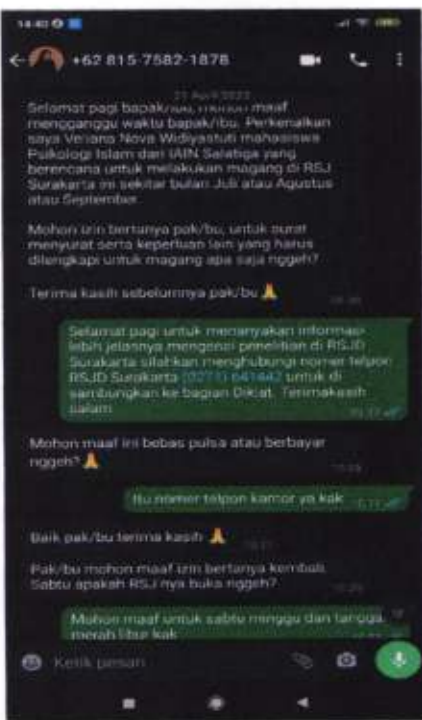 14:40
+62 815-7582-1878
21 April 2022
Selamat pagi bapak/ibu, mohon maaf
mengganggu waktu bapak/ibu. Perkenalkan
saya Veriana Nova Widiyastuti mahasiswa
Psikologi Islam dari IAIN Salatiga yang
berencana untuk melakukan magang di RSJ
Surakarta ini sekitar bulan Juli atau Agustus
atau September.
Mohon izin bertanya pak/bu, untuk surat
menyurat serta keperluan lain yang harus
dilengkapi untuk magang apa saja nggeh?
Terima kasih sebelumnya pak/bu 🙏
Selamat pagi untuk menanyakan informasi
lebih jelasnya mengenai penelitian di RSJD
Surakarta silahkan menghubungi nomer telpon
RSJD Surakarta (0271) 641442 untuk di
sambungkan ke bagian Diklat. Terimakasih
salam
Mohon maaf ini bebas pulsa atau berbayar
nggeh? 🙏
Itu nomer telpon kantor ya kak
Baik pak/bu terima kasih 🙏
Pak/bu mohon maaf izin bertanya kembali.
Sabtu apakah RSJ nya buka nggeh?
Mohon maaf untuk sabtu minggu dan tangga
merah libur kak
Ketik pesan